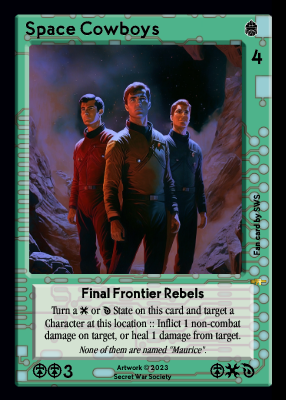 Space Cowboys
4
Fan card by SWS
Final Frontier Rebels
Turn a or State on this card and target a
Character at this location :: Inflict 1 non-combat
damage on target, or heal 1 damage from target.
None of them are named "Maurice".
3
Artwork © 2023
Secret War Society